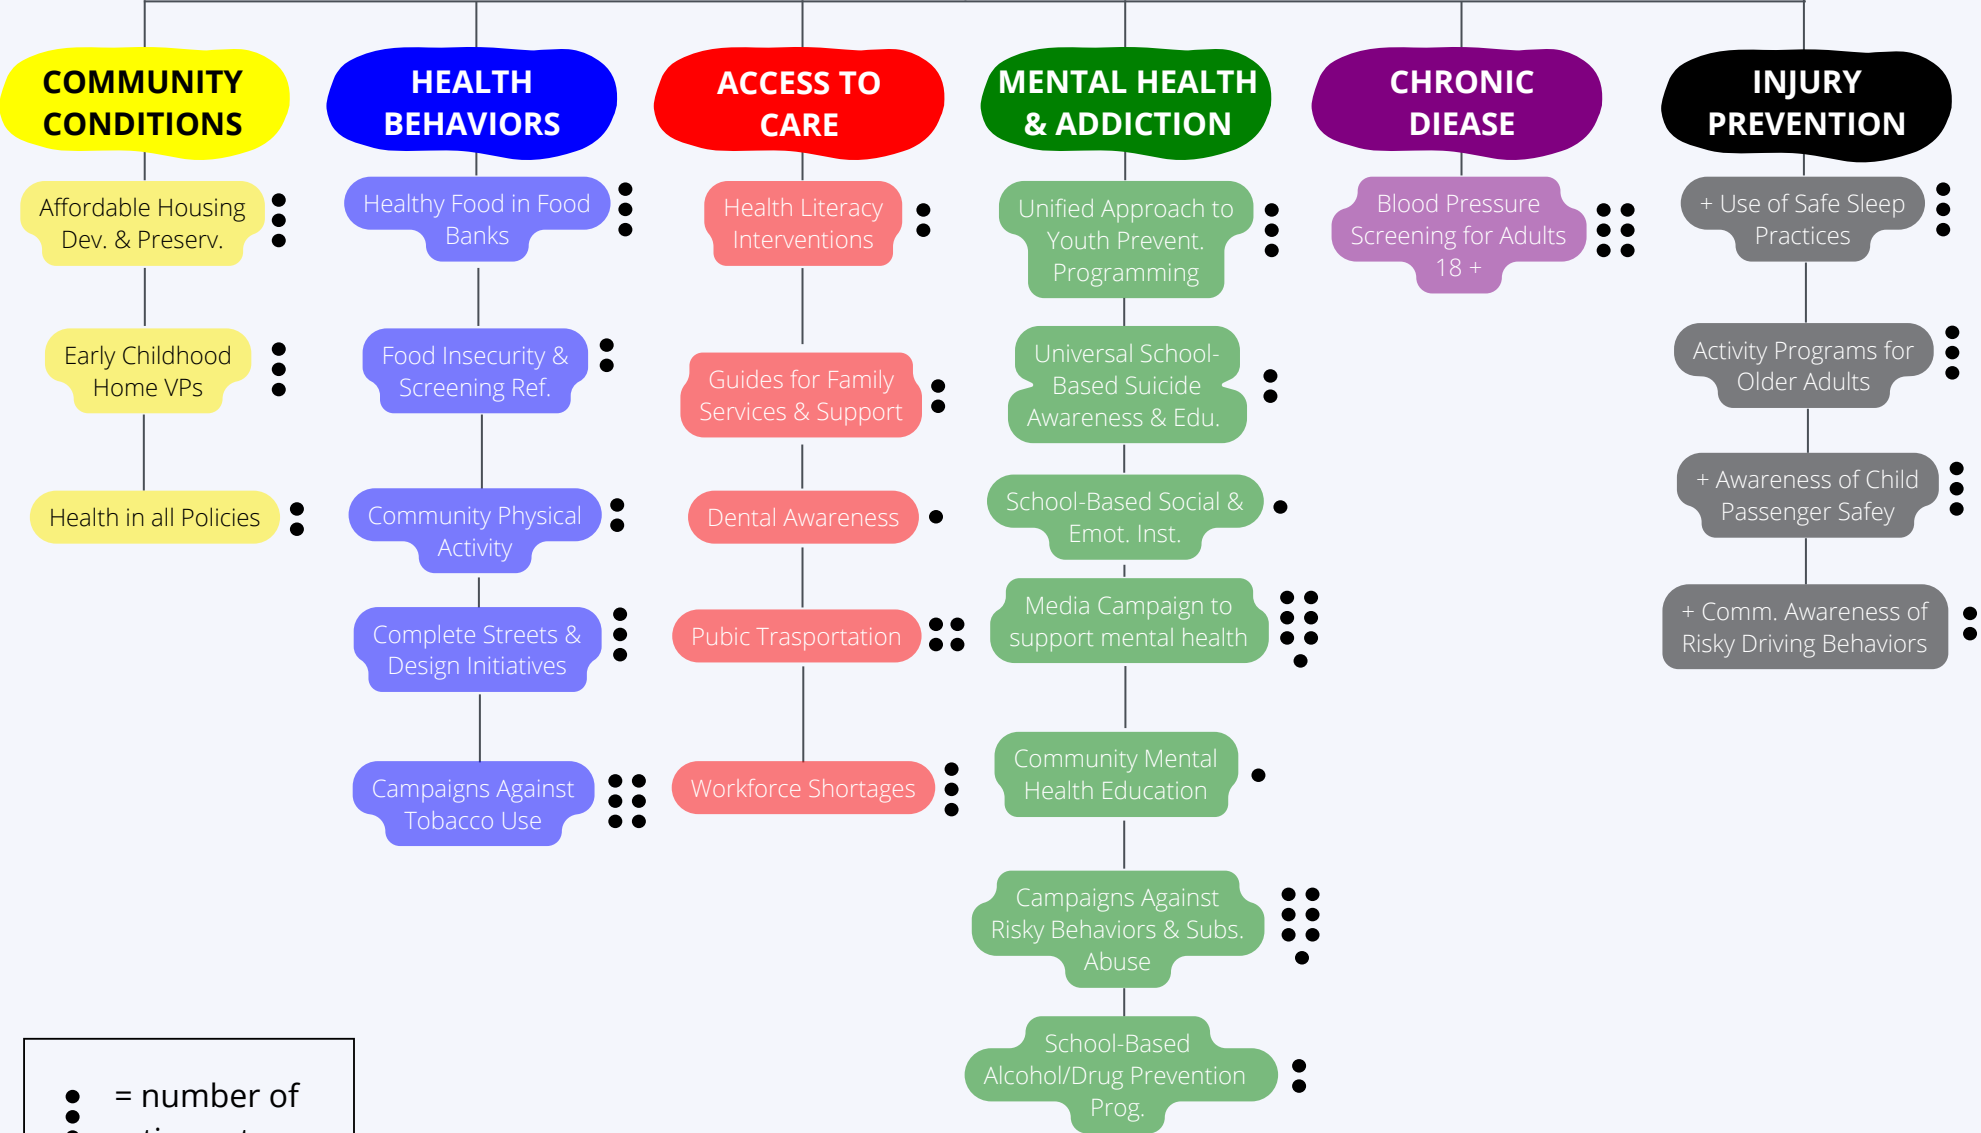 COMMUNITY
CONDITIONS
Affordable Housing
Dev. & Preserv.
Early Childhood
Home VPs
Health in all Policies
HEALTH
BEHAVIORS
Healthy Food in Food
Banks
Food Insecurity &
Screening Ref.
Community Physical
Activity
Complete Streets &
Design Initiatives
Campaigns Against
Tobacco Use
ACCESS TO
CARE
Health Literacy
Interventions
Guides for Family
Services & Support
Dental Awareness
Pubic Trasportation
Workforce Shortages
MENTAL HEALTH
& ADDICTION
Unified Approach to
Youth Prevent.
Programming
Universal School-
Based Suicide
Awareness & Edu.
School-Based Social &
Emot. Inst.
Media Campaign to
support mental health
Community Mental
Health Education
Campaigns Against
Risky Behaviors & Subs.
Abuse
School-Based
Alcohol/Drug Prevention
Prog.
CHRONIC
DIEASE
Blood Pressure
Screening for Adults
18 +
INJURY
PREVENTION
+ Use of Safe Sleep
Practices
Activity Programs for
Older Adults
+ Awareness of Child
Passenger Safey
+ Comm. Awareness of
Risky Driving Behaviors
= number of